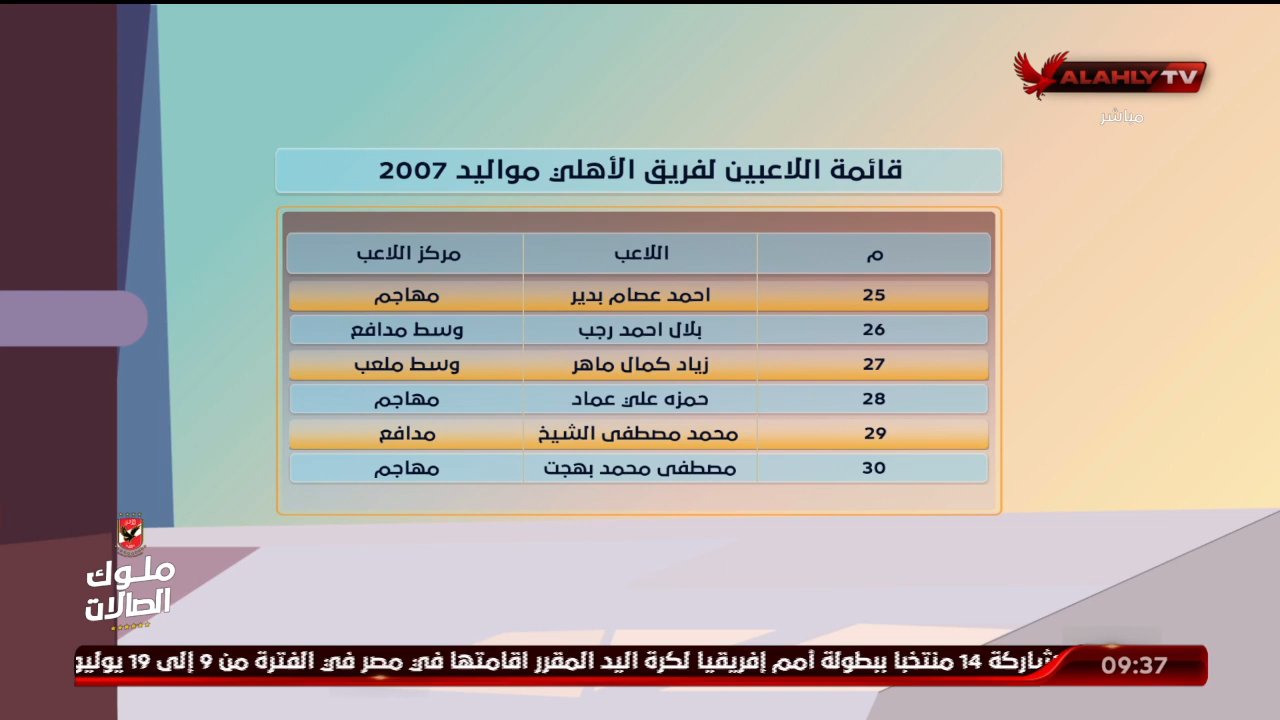 ALAHLY TV
مباشر
قائمة اللاعبين لفريق الأهلي مواليد 2007
م اللاعب مركز اللاعب
25 احمد عصام بدير مهاجم
26 بلال احمد رجب وسط مدافع
27 زياد كمال ماهر وسط ملعب
28 حمزه علي عماد مهاجم
29 محمد مصطفى الشيخ مدافع
30 مصطفى محمد بهجت مهاجم
ملوك
الصالات
09:37 شاركة 14 منتخبا ببطولة أمم إفريقيا لكرة اليد المقرر اقامتها في مصر في الفترة من 9 إلى 19 يوليو